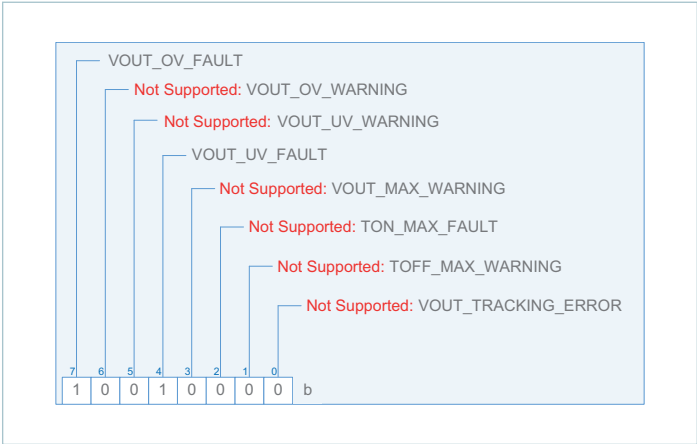 VOUT_OV_FAULT
Not Supported: VOUT_OV_WARNING
Not Supported: VOUT_UV_WARNING
VOUT_UV_FAULT
Not Supported: VOUT_MAX_WARNING
Not Supported: TON_MAX_FAULT
Not Supported: TOFF_MAX_WARNING
Not Supported: VOUT_TRACKING_ERROR
7 6 5 4 3 2 1 0
1 0 0 1 0 0 0 0 b